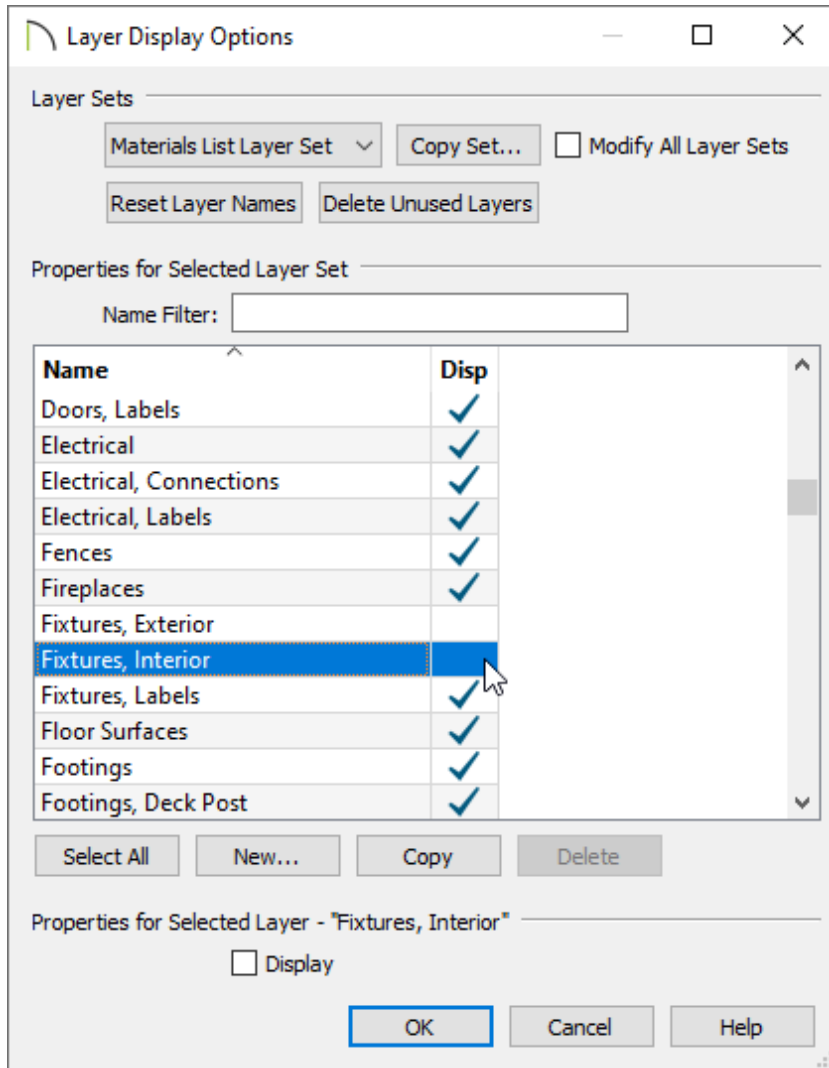 Layer Display Options
Layer Sets
Materials List Layer Set Copy Set... Modify All Layer Sets
Reset Layer Names Delete Unused Layers
Properties for Selected Layer Set
Name Filter:
Name Disp
Doors, Labels
Electrical
Electrical, Connections
Electrical, Labels
Fences
Fireplaces
Fixtures, Exterior
Fixtures, Interior
Fixtures, Labels
Floor Surfaces
Footings
Footings, Deck Post
Select All New... Copy Delete
Properties for Selected Layer - "Fixtures, Interior"
Display
OK Cancel Help